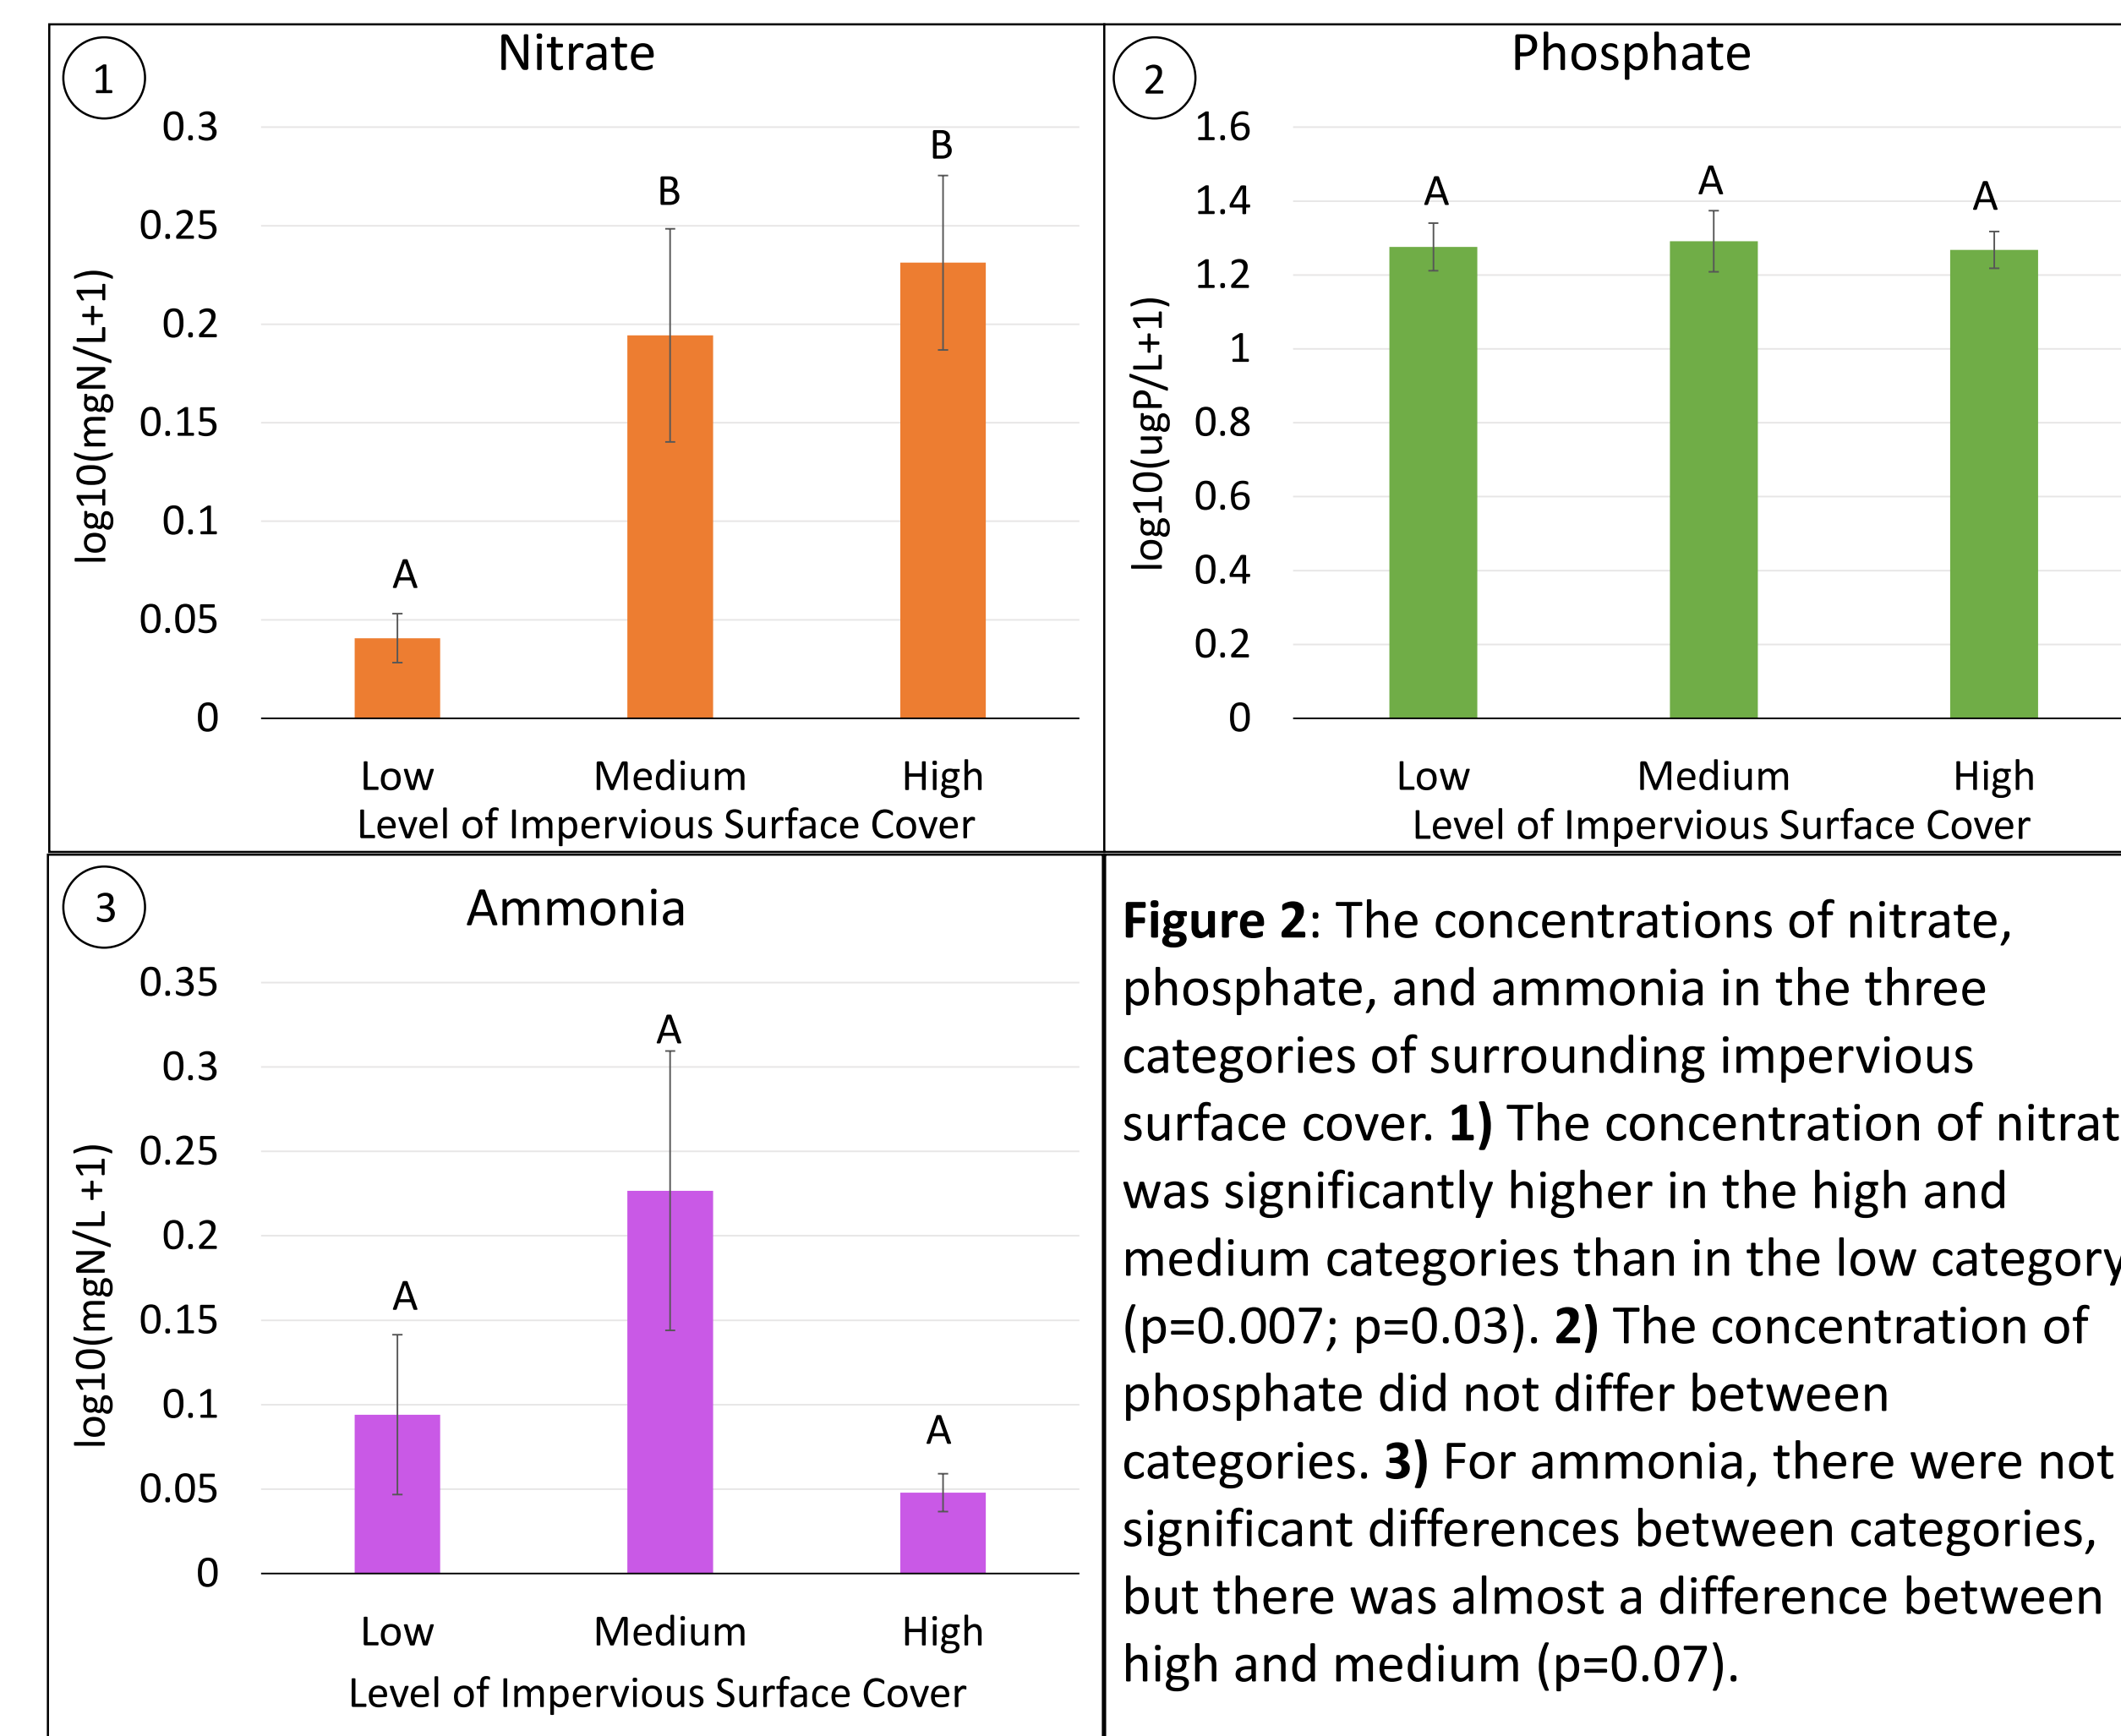 1
Nitrate
0.3
0.25
0.2
0.15
0.1
0.05
0
log10(mgN/L+1)
A
B
B
Low Medium High
Level of Impervious Surface Cover
2
Phosphate
1.6
1.4
1.2
1
0.8
0.6
0.4
0.2
0
log10(ugP/L+1)
A
A
A
Low Medium High
Level of Impervious Surface Cover
3
Ammonia
0.35
0.3
0.25
0.2
0.15
0.1
0.05
0
log10(mgN/L +1)
A
A
A
Low Medium High
Level of Impervious Surface Cover
Figure 2: The concentrations of nitrate,
phosphate, and ammonia in the three
categories of surrounding impervious
surface cover. 1) The concentration of nitrat
was significantly higher in the high and
medium categories than in the low category
(p=0.007; p=0.03). 2) The concentration of
phosphate did not differ between
categories. 3) For ammonia, there were not
significant differences between categories,
but there was almost a difference between
high and medium (p=0.07).